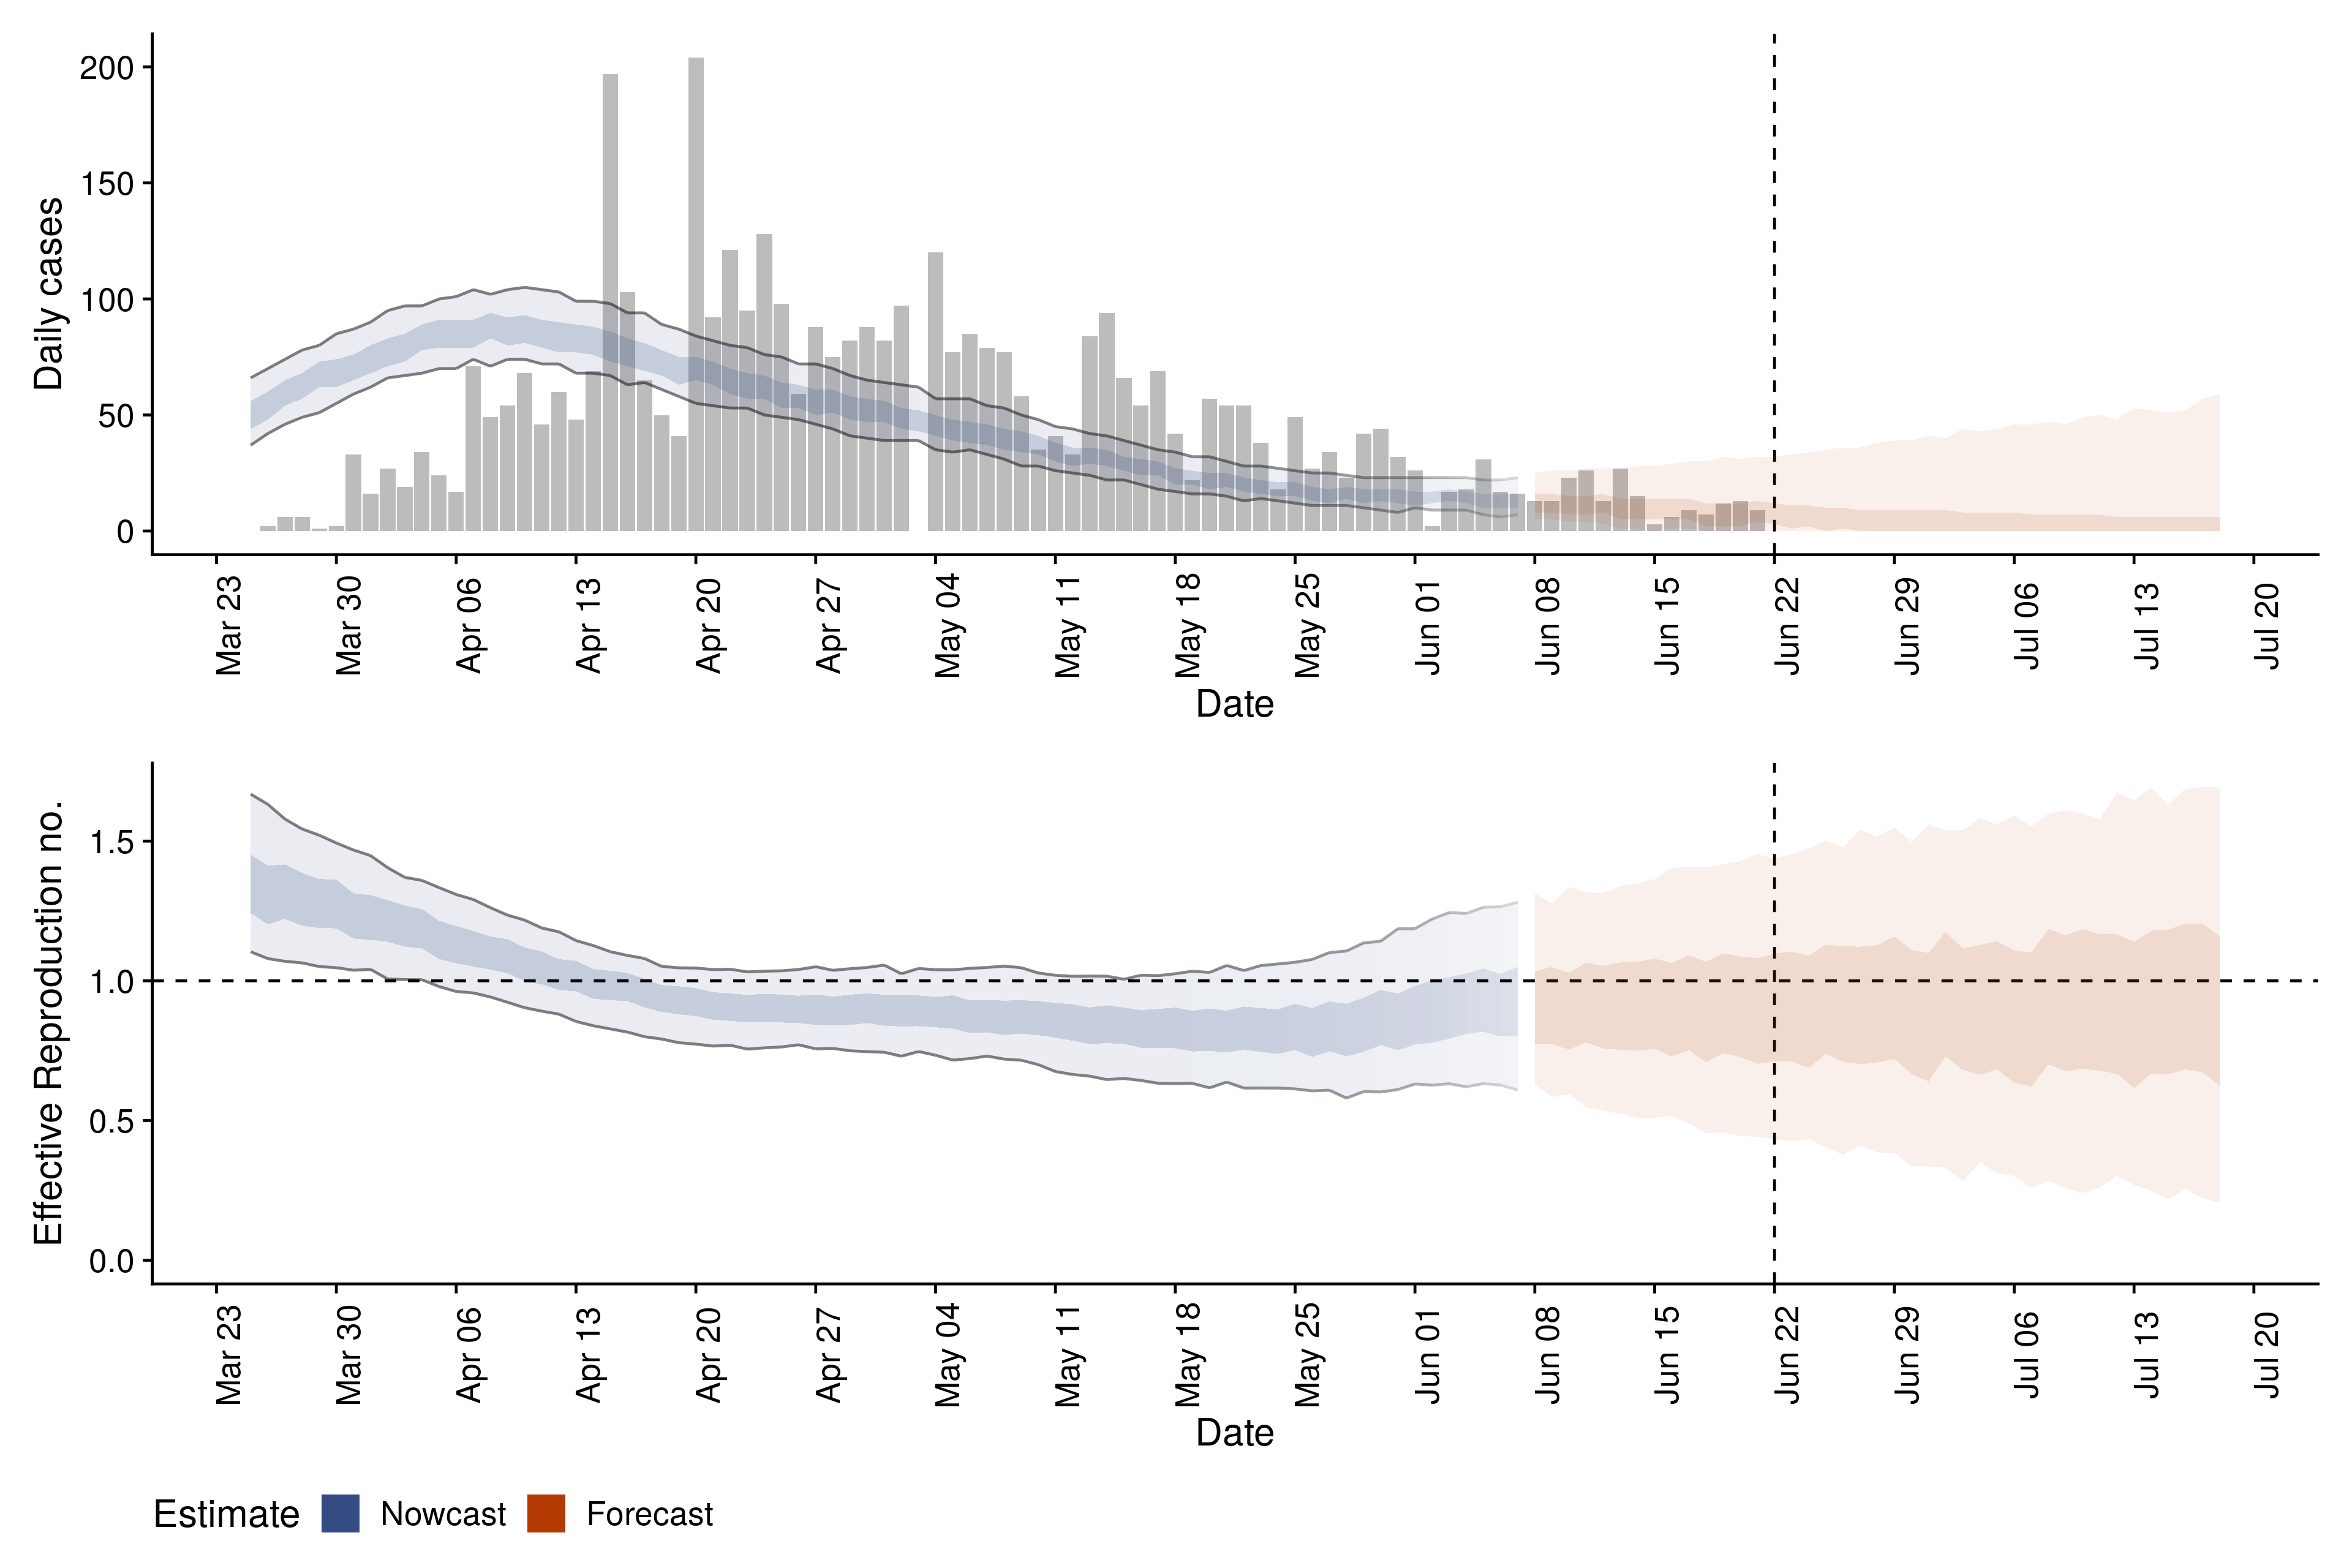 Daily cases
200
150
100
50
0
Mar 23
Mar 30
Apr 06
Apr 13
Apr 20
Apr 27
May 04
May 11
May 18
May 25
Jun 01
Jun 08
Jun 15
Jun 22
Jun 29
Jul 06
Jul 13
Jul 20
Date
Effective Reproduction no.
1.5
1.0
0.5
0.0
Mar 23
Mar 30
Apr 06
Apr 13
Apr 20
Apr 27
May 04
May 11
May 18
May 25
Jun 01
Jun 08
Jun 15
Jun 22
Jun 29
Jul 06
Jul 13
Jul 20
Date
Estimate Nowcast Forecast